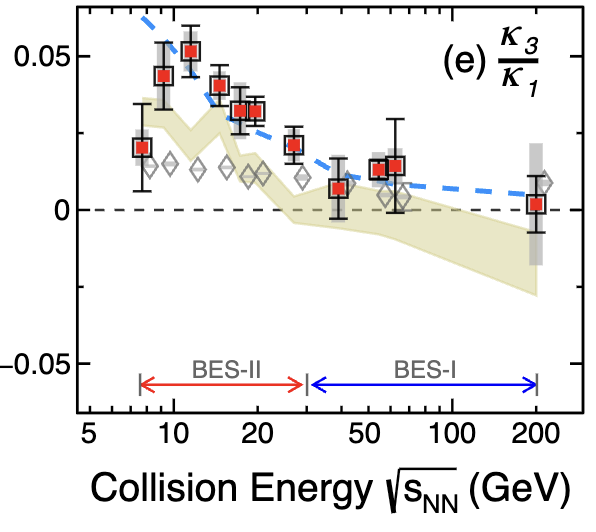 0.05
(e) κ3/κ1
0
−0.05
BES-II BES-I
5 10 20 50 100 200
Collision Energy √sNN (GeV)